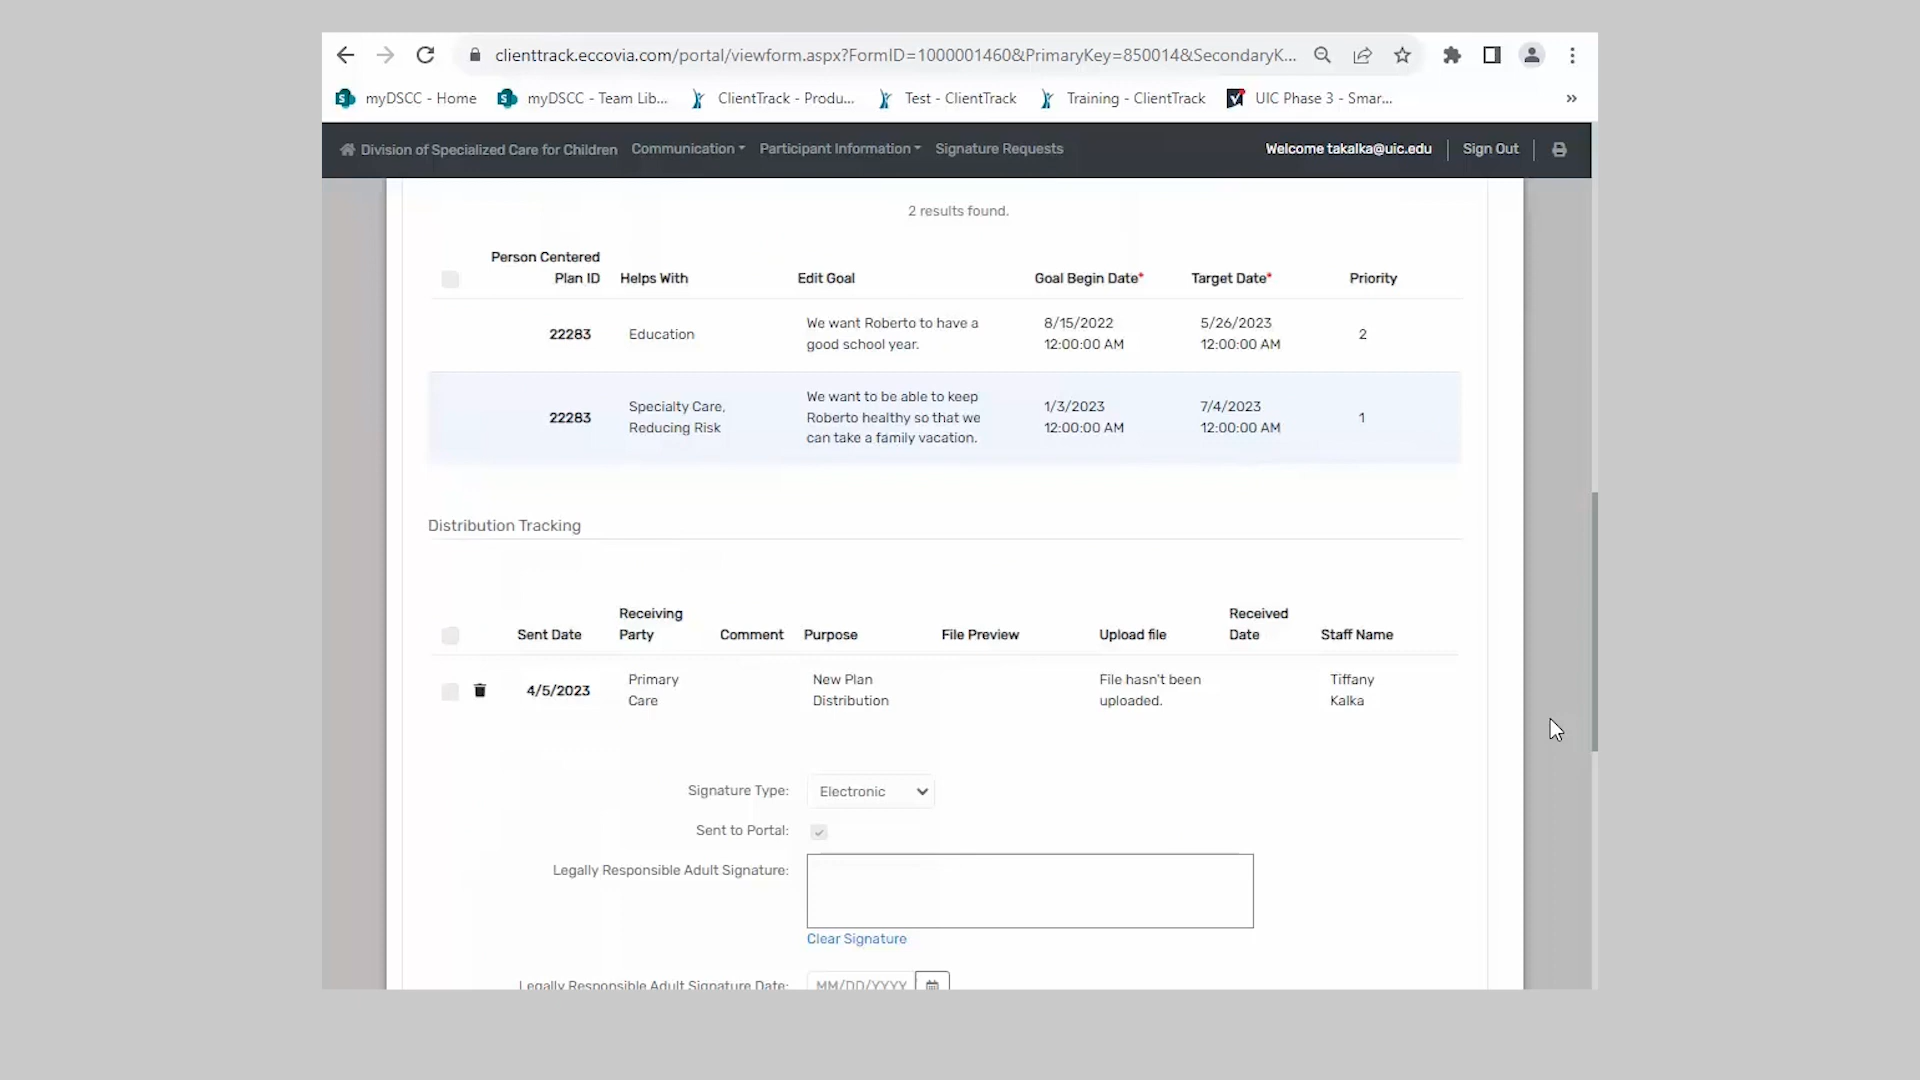 clienttrack.eccovia.com/portal/viewform.aspx?FormID=1000001460&PrimaryKey=850014&SecondaryK...
myDSCC - Home myDSCC - Team Lib... ClientTrack - Produ... Test - ClientTrack Training - ClientTrack UIC Phase 3 - Smar... »
Division of Specialized Care for Children Communication Participant Information Signature Requests Welcome takalka@uic.edu Sign Out
2 results found.
Person Centered
Plan ID Helps With Edit Goal Goal Begin Date* Target Date* Priority
22283 Education We want Roberto to have a good school year. 8/15/2022 12:00:00 AM 5/26/2023 12:00:00 AM 2
22283 Specialty Care, Reducing Risk We want to be able to keep Roberto healthy so that we can take a family vacation. 1/3/2023 12:00:00 AM 7/4/2023 12:00:00 AM 1
Distribution Tracking
Sent Date Receiving Party Comment Purpose File Preview Upload file Received Date Staff Name
4/5/2023 Primary Care New Plan Distribution File hasn't been uploaded. Tiffany Kalka
Signature Type: Electronic
Sent to Portal:
Legally Responsible Adult Signature:
Clear Signature
Legally Responsible Adult Signature Date: MM/DD/YYYY